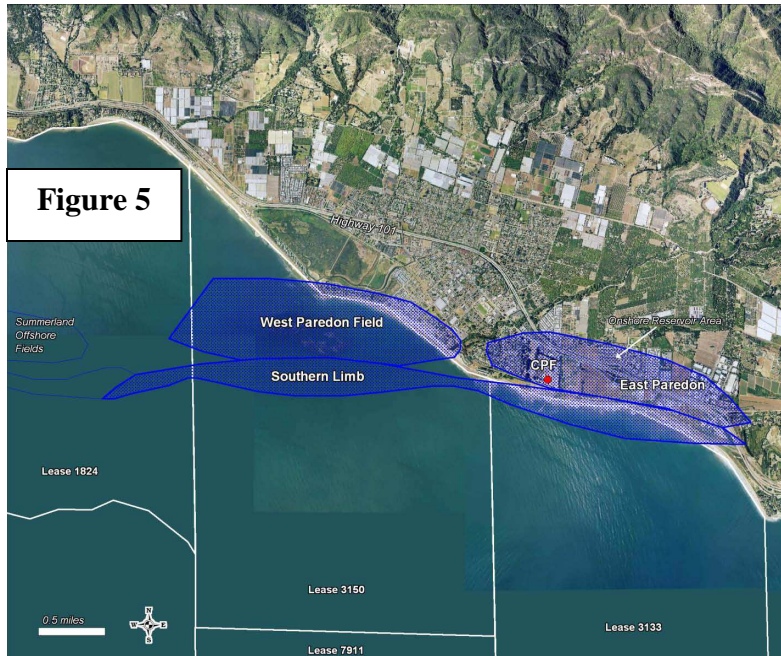 Figure 5
Highway 101
Summerland
Offshore
Fields
West Paredon Field
Onshore Reservoir Area
CPF
Southern Limb
East Paredon
Lease 1824
Lease 3150
0.5 miles
N
W E
S
Lease 3133
Lease 7911